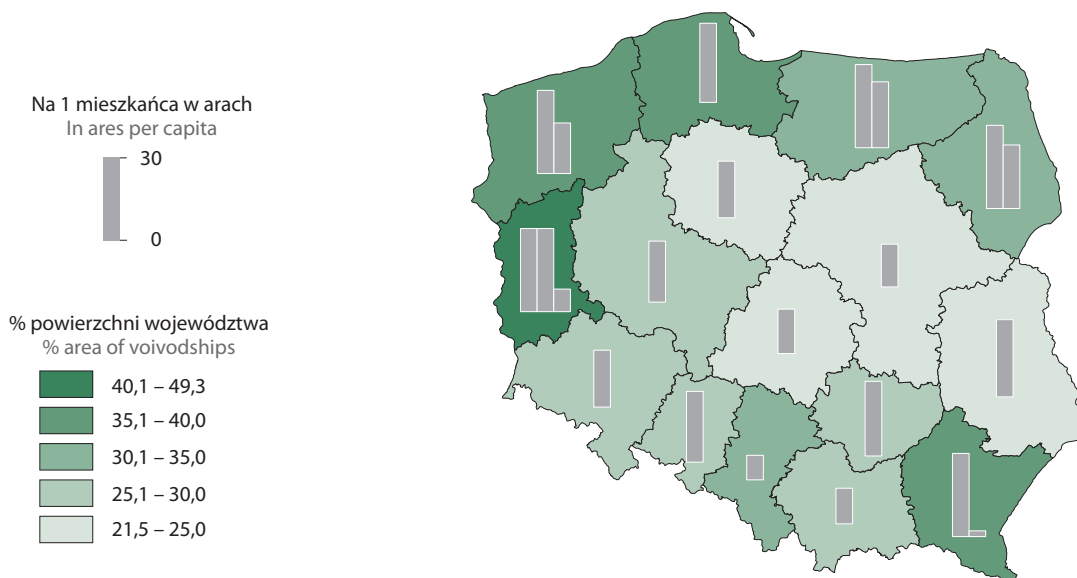 Na 1 mieszkańca w arach
In ares per capita
30
0
% powierzchni województwa
% area of voivodships
40,1 – 49,3
35,1 – 40,0
30,1 – 35,0
25,1 – 30,0
21,5 – 25,0